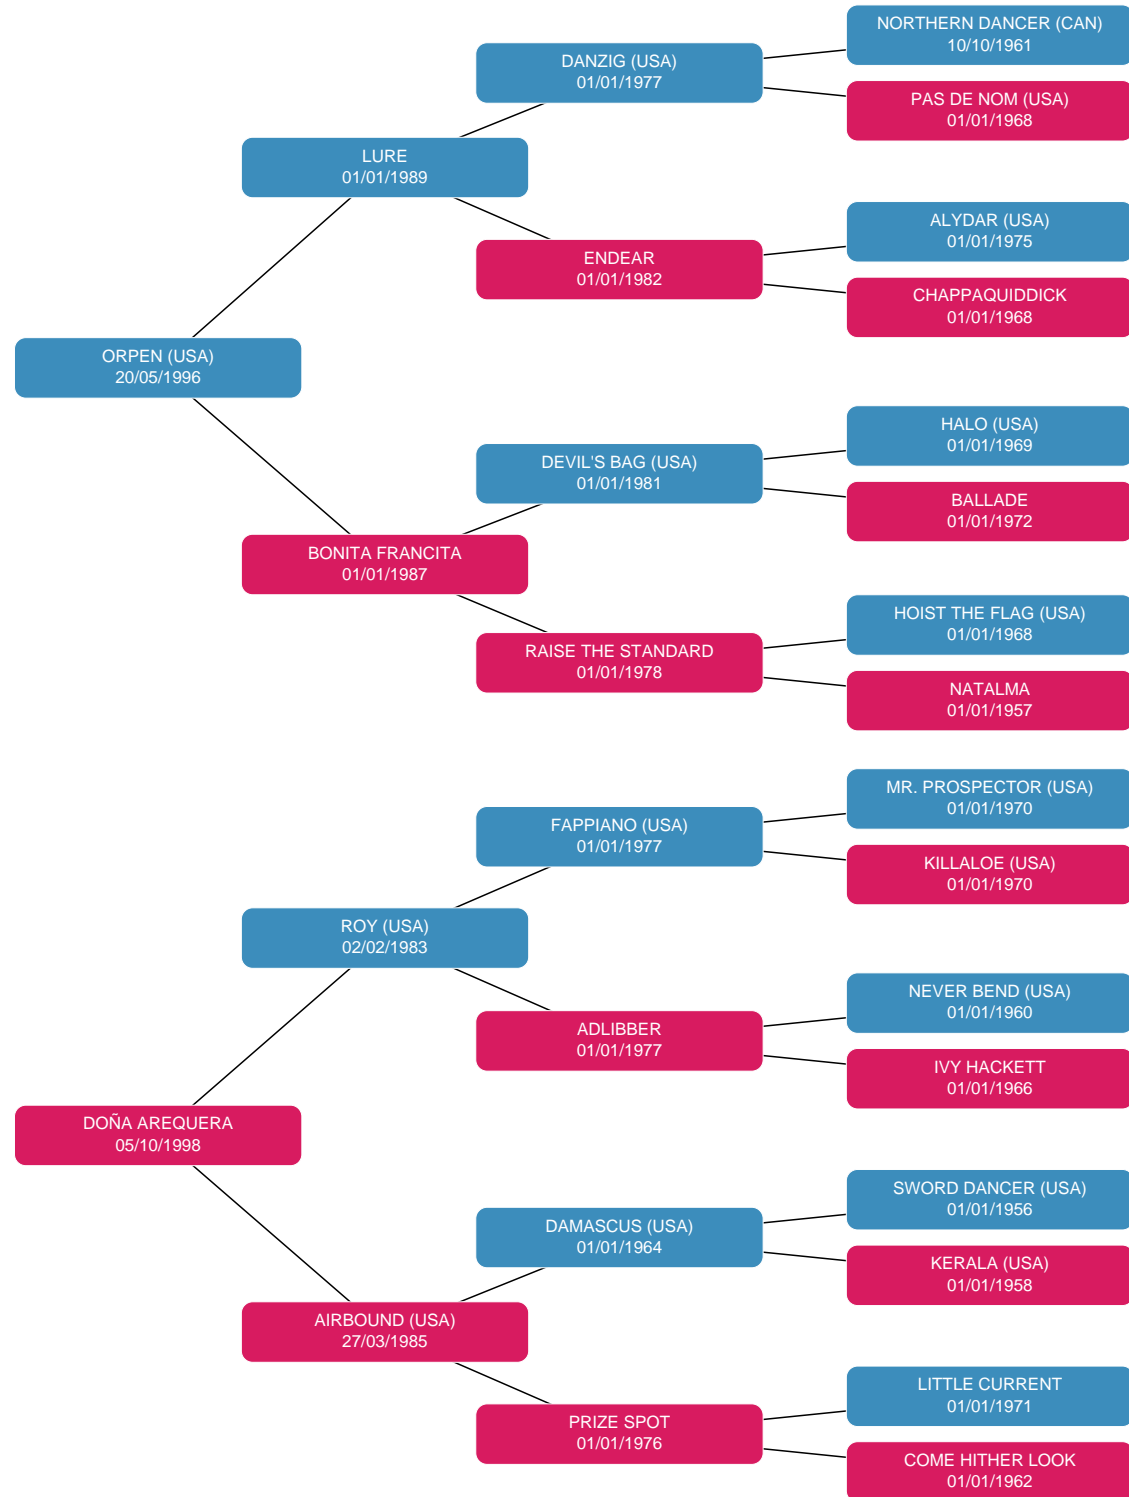 NORTHERN DANCER (CAN)
10/10/1961
DANZIG (USA)
01/01/1977
PAS DE NOM (USA)
01/01/1968
LURE
01/01/1989
ALYDAR (USA)
01/01/1975
ENDEAR
01/01/1982
CHAPPAQUIDDICK
01/01/1968
ORPEN (USA)
20/05/1996
HALO (USA)
01/01/1969
DEVIL'S BAG (USA)
01/01/1981
BALLADE
01/01/1972
BONITA FRANCITA
01/01/1987
HOIST THE FLAG (USA)
01/01/1968
RAISE THE STANDARD
01/01/1978
NATALMA
01/01/1957
MR. PROSPECTOR (USA)
01/01/1970
FAPPIANO (USA)
01/01/1977
KILLALOE (USA)
01/01/1970
ROY (USA)
02/02/1983
NEVER BEND (USA)
01/01/1960
ADLIBBER
01/01/1977
IVY HACKETT
01/01/1966
DOÑA AREQUERA
05/10/1998
SWORD DANCER (USA)
01/01/1956
DAMASCUS (USA)
01/01/1964
KERALA (USA)
01/01/1958
AIRBOUND (USA)
27/03/1985
LITTLE CURRENT
01/01/1971
PRIZE SPOT
01/01/1976
COME HITHER LOOK
01/01/1962